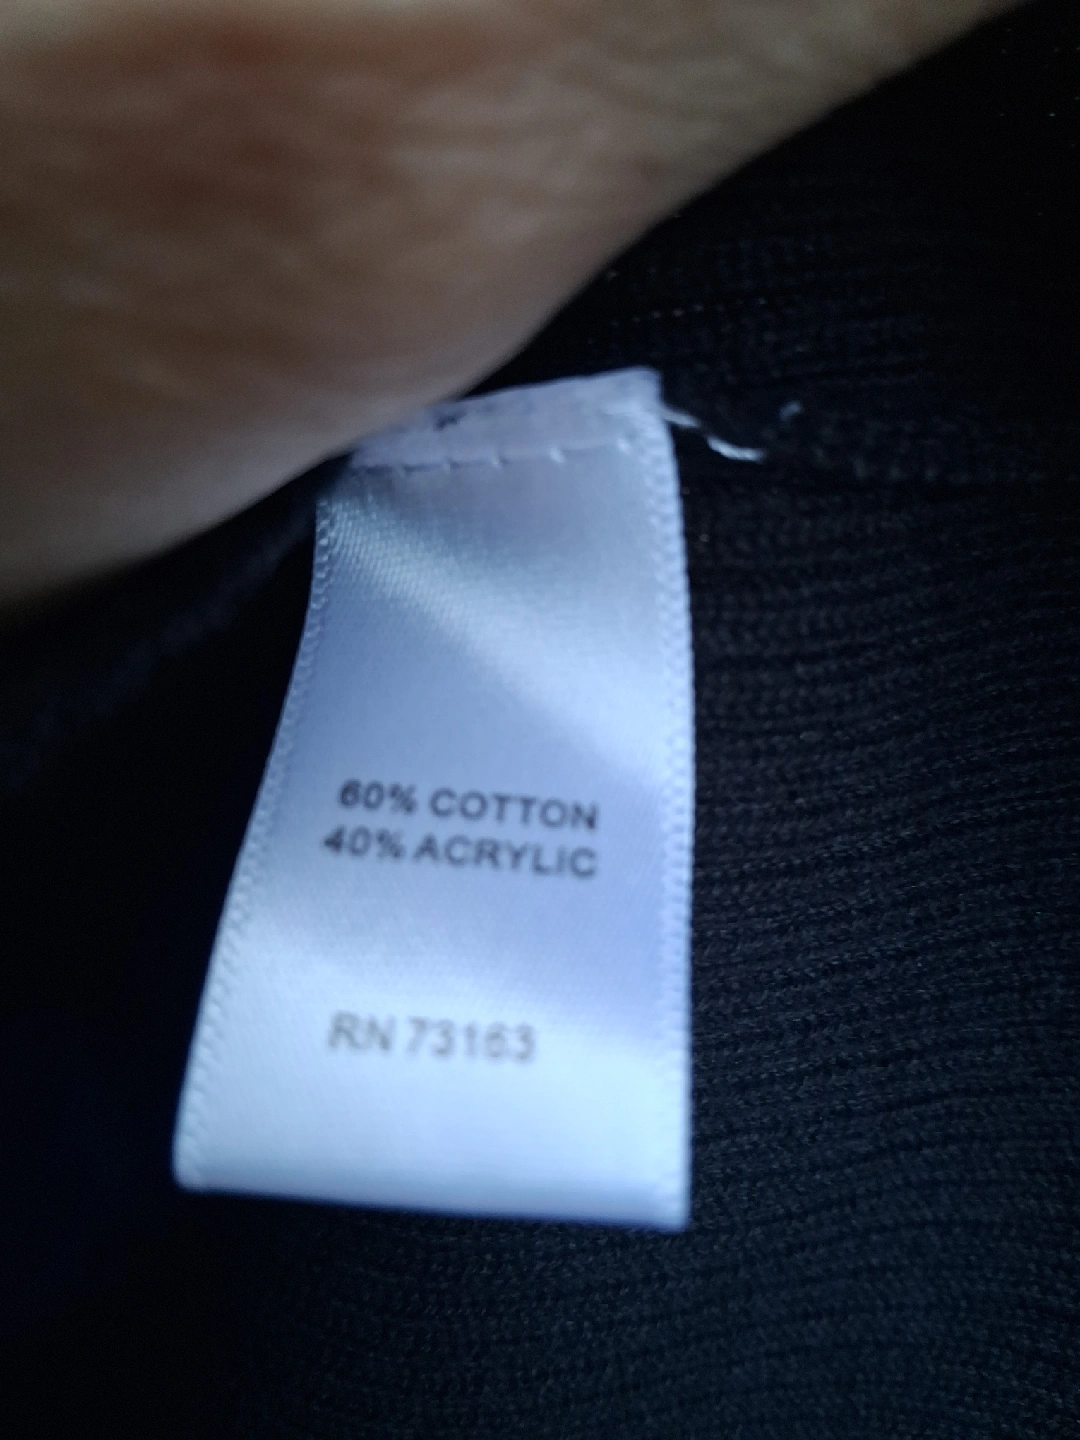 60% COTTON
40% ACRYLIC
RN 73163